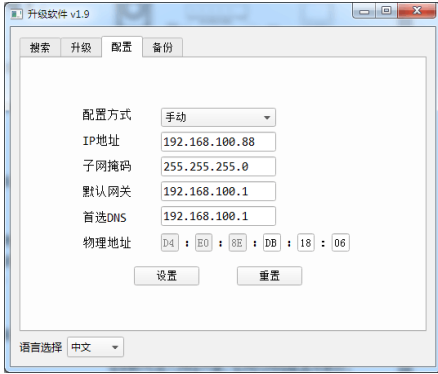 升级软件 v1.9
搜索 升级 配置 备份
配置方式 手动
IP地址 192.168.100.88
子网掩码 255.255.255.0
默认网关 192.168.100.1
首选DNS 192.168.100.1
物理地址 D4 : E0 : 8E : DB : 18 : 06
设置 重置
语言选择 中文